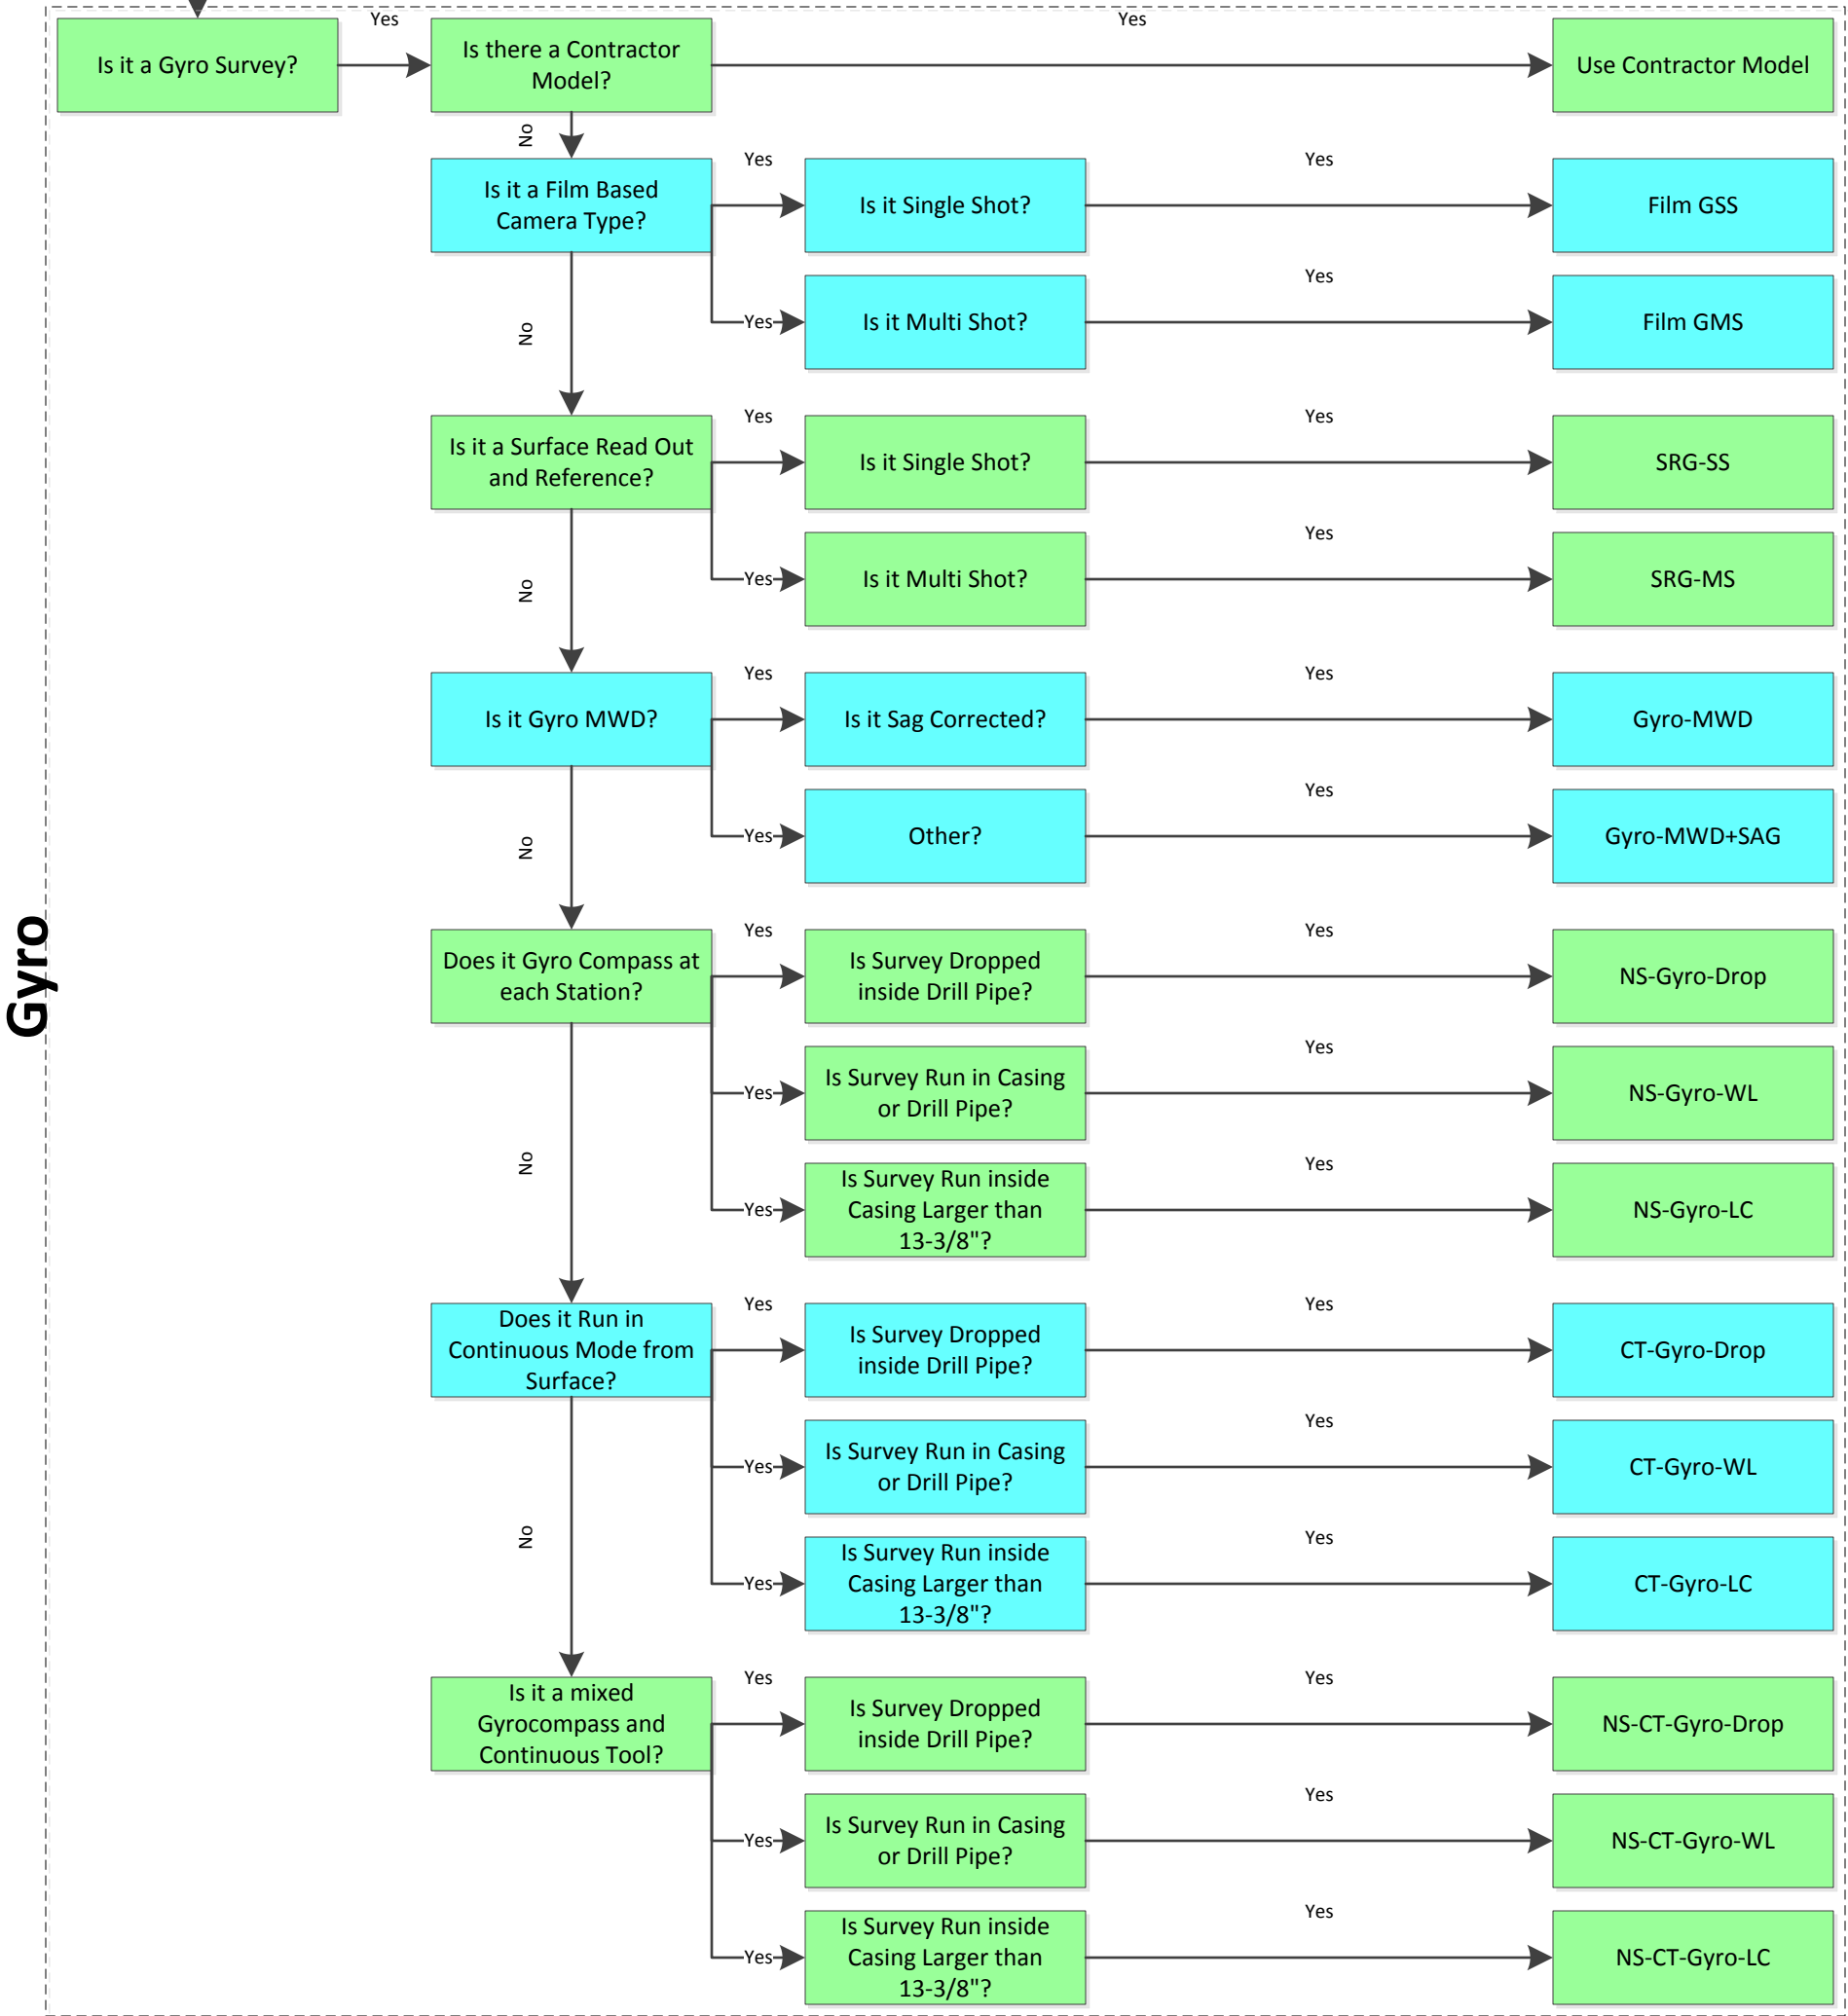 Gyro
Yes
Yes
Is it a Gyro Survey?
Is there a Contractor
Model?
Use Contractor Model
No
Yes
Yes
Is it a Film Based
Camera Type?
Is it Single Shot?
Film GSS
Yes
Yes
Is it Multi Shot?
Film GMS
No
Yes
Yes
Is it a Surface Read Out
and Reference?
Is it Single Shot?
SRG-SS
Yes
Yes
Is it Multi Shot?
SRG-MS
No
Yes
Yes
Is it Gyro MWD?
Is it Sag Corrected?
Gyro-MWD
Yes
Yes
Other?
Gyro-MWD+SAG
No
Yes
Yes
Does it Gyro Compass at
each Station?
Is Survey Dropped
inside Drill Pipe?
NS-Gyro-Drop
Yes
Yes
Is Survey Run in Casing
or Drill Pipe?
NS-Gyro-WL
No
Yes
Yes
Is Survey Run inside
Casing Larger than
13-3/8"?
NS-Gyro-LC
Yes
Yes
Does it Run in
Continuous Mode from
Surface?
Is Survey Dropped
inside Drill Pipe?
CT-Gyro-Drop
Yes
Yes
Is Survey Run in Casing
or Drill Pipe?
CT-Gyro-WL
No
Yes
Yes
Is Survey Run inside
Casing Larger than
13-3/8"?
CT-Gyro-LC
Yes
Yes
Is it a mixed
Gyrocompass and
Continuous Tool?
Is Survey Dropped
inside Drill Pipe?
NS-CT-Gyro-Drop
Yes
Yes
Is Survey Run in Casing
or Drill Pipe?
NS-CT-Gyro-WL
Yes
Yes
Is Survey Run inside
Casing Larger than
13-3/8"?
NS-CT-Gyro-LC